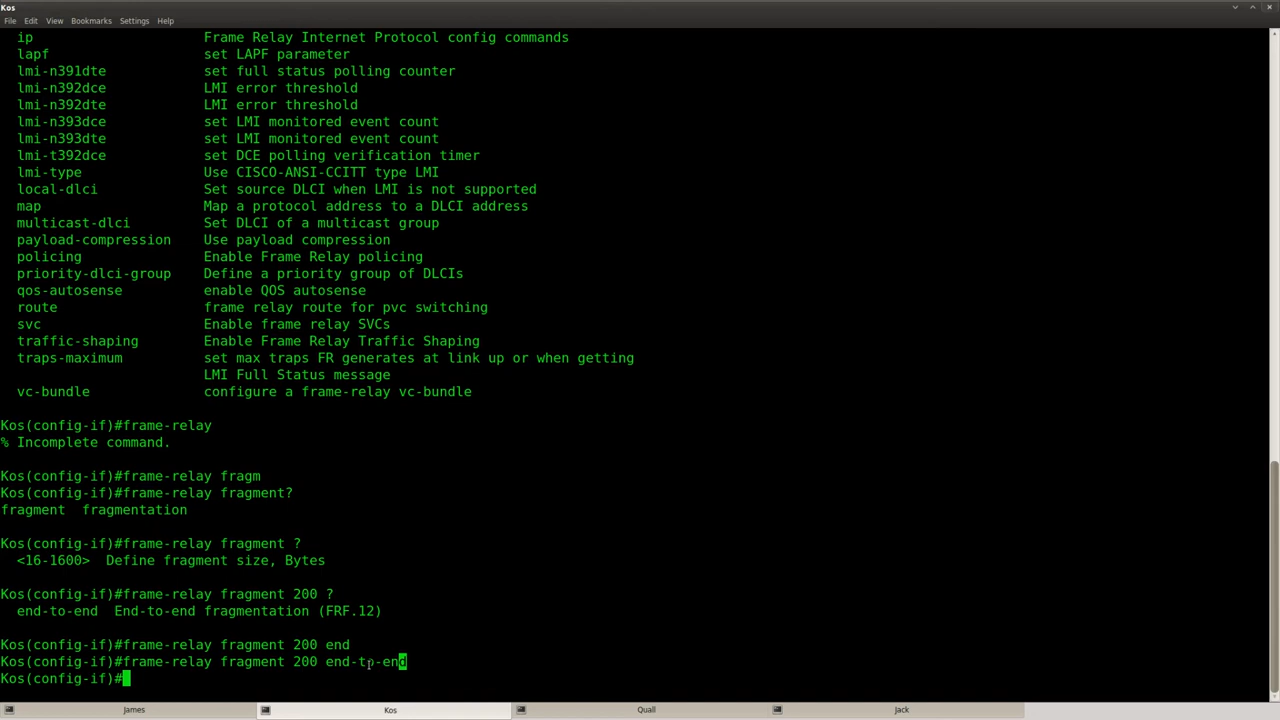 Kos
File Edit View Bookmarks Settings Help
ip Frame Relay Internet Protocol config commands
lapf set LAPF parameter
lmi-n391dte set full status polling counter
lmi-n392dce LMI error threshold
lmi-n392dte LMI error threshold
lmi-n393dce set LMI monitored event count
lmi-n393dte set LMI monitored event count
lmi-t392dce set DCE polling verification timer
lmi-type Use CISCO-ANSI-CCITT type LMI
local-dlci Set source DLCI when LMI is not supported
map Map a protocol address to a DLCI address
multicast-dlci Set DLCI of a multicast group
payload-compression Use payload compression
policing Enable Frame Relay policing
priority-dlci-group Define a priority group of DLCIs
qos-autosense enable QOS autosense
route frame relay route for pvc switching
svc Enable frame relay SVCs
traffic-shaping Enable Frame Relay Traffic Shaping
traps-maximum set max traps FR generates at link up or when getting
LMI Full Status message
vc-bundle configure a frame-relay vc-bundle
Kos(config-if)#frame-relay
% Incomplete command.
Kos(config-if)#frame-relay fragm
Kos(config-if)#frame-relay fragment?
fragment fragmentation
Kos(config-if)#frame-relay fragment ?
<16-1600> Define fragment size, Bytes
Kos(config-if)#frame-relay fragment 200 ?
end-to-end End-to-end fragmentation (FRF.12)
Kos(config-if)#frame-relay fragment 200 end
Kos(config-if)#frame-relay fragment 200 end-to-end
Kos(config-if)#
James Kos Quall Jack